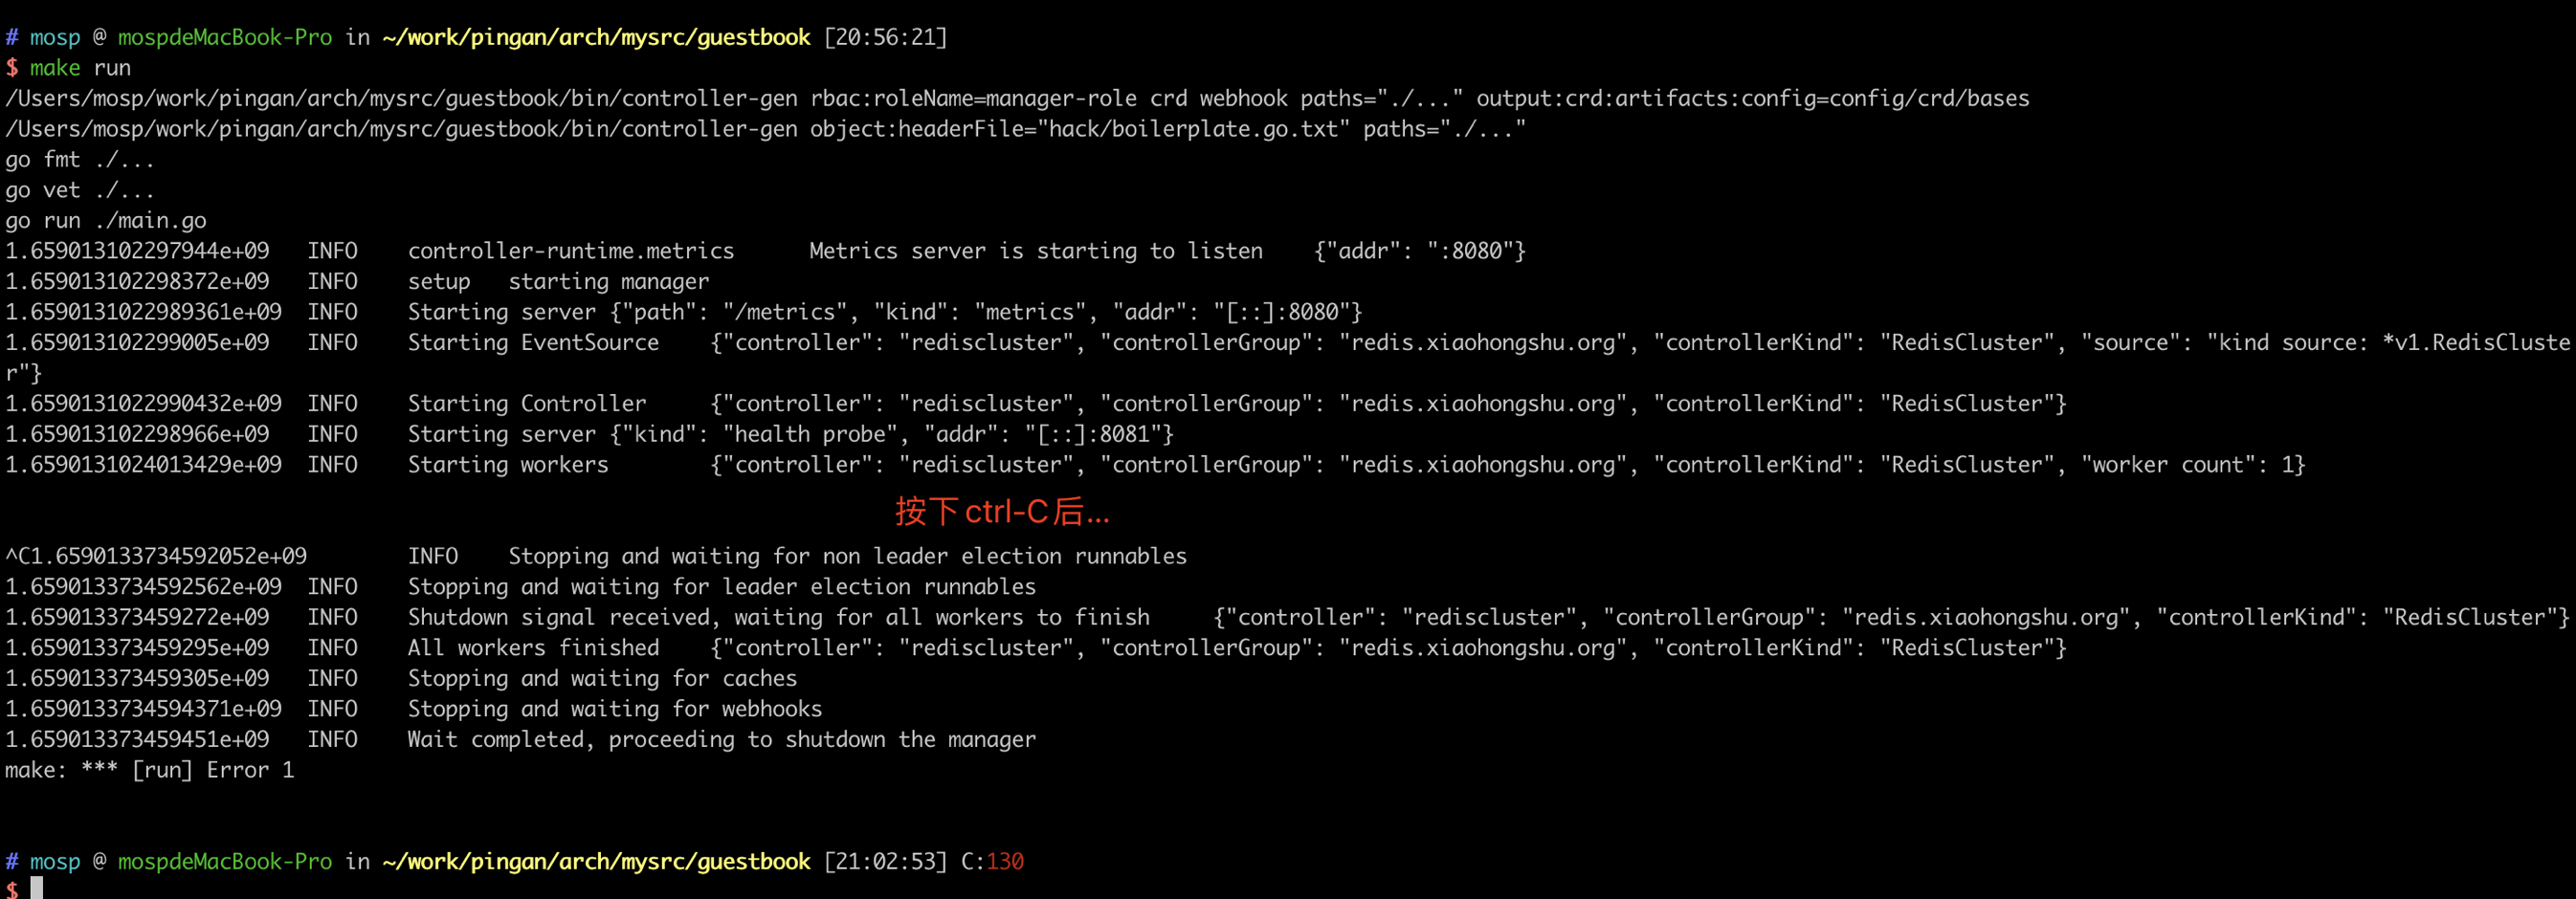 # mosp @ mospdeMacBook-Pro in ~/work/pingan/arch/mysrc/guestbook [20:56:21]
$ make run
/Users/mosp/work/pingan/arch/mysrc/guestbook/bin/controller-gen rbac:roleName=manager-role crd webhook paths="./..." output:crd:artifacts:config=config/crd/bases
/Users/mosp/work/pingan/arch/mysrc/guestbook/bin/controller-gen object:headerFile="hack/boilerplate.go.txt" paths="./..."
go fmt ./...
go vet ./...
go run ./main.go
1.659013102297944e+09 INFO controller-runtime.metrics Metrics server is starting to listen {"addr": ":8080"}
1.659013102298372e+09 INFO setup starting manager
1.6590131022989361e+09 INFO Starting server {"path": "/metrics", "kind": "metrics", "addr": "[::]:8080"}
1.659013102299005e+09 INFO Starting EventSource {"controller": "rediscluster", "controllerGroup": "redis.xiaohongshu.org", "controllerKind": "RedisCluster", "source": "kind source: *v1.RedisCluste
r"}
1.6590131022990432e+09 INFO Starting Controller {"controller": "rediscluster", "controllerGroup": "redis.xiaohongshu.org", "controllerKind": "RedisCluster"}
1.659013102298966e+09 INFO Starting server {"kind": "health probe", "addr": "[::]:8081"}
1.6590131024013429e+09 INFO Starting workers {"controller": "rediscluster", "controllerGroup": "redis.xiaohongshu.org", "controllerKind": "RedisCluster", "worker count": 1}
按下 ctrl-C 后...
^C1.6590133734592052e+09 INFO Stopping and waiting for non leader election runnables
1.6590133734592562e+09 INFO Stopping and waiting for leader election runnables
1.659013373459272e+09 INFO Shutdown signal received, waiting for all workers to finish {"controller": "rediscluster", "controllerGroup": "redis.xiaohongshu.org", "controllerKind": "RedisCluster"}
1.659013373459295e+09 INFO All workers finished {"controller": "rediscluster", "controllerGroup": "redis.xiaohongshu.org", "controllerKind": "RedisCluster"}
1.659013373459305e+09 INFO Stopping and waiting for caches
1.6590133734594371e+09 INFO Stopping and waiting for webhooks
1.659013373459451e+09 INFO Wait completed, proceeding to shutdown the manager
make: *** [run] Error 1
# mosp @ mospdeMacBook-Pro in ~/work/pingan/arch/mysrc/guestbook [21:02:53] C:130
$